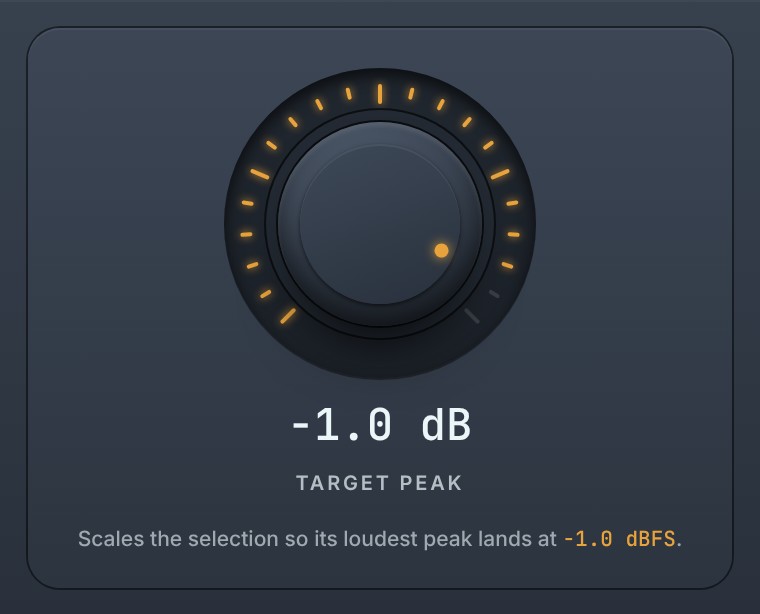 -1.0 dB
TARGET PEAK
Scales the selection so its loudest peak lands at -1.0 dBFS.